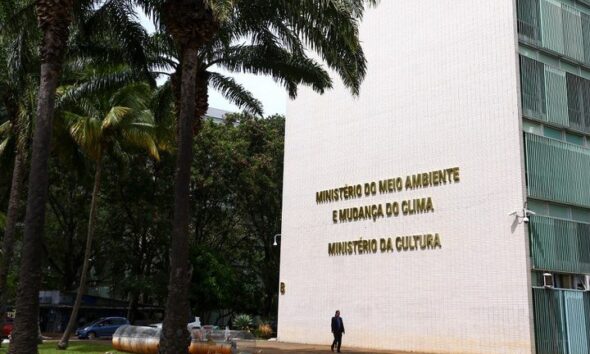 MINISTÉRIO DO MEIO AMBIENTE
E MUDANÇA DO CLIMA
MINISTÉRIO DA CULTURA
B